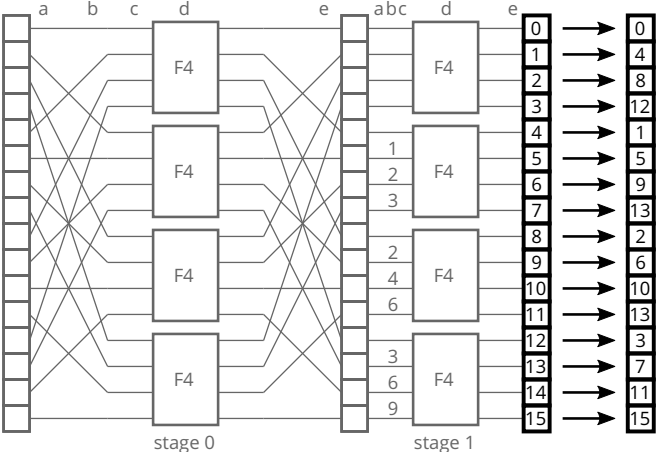 a b c d e a b c d e
0 0
F4 F4 1 4
2 8
3 12
4 1
1 5 5
F4 2 F4 6 9
3 7 13
8 2
2 9 6
F4 4 F4 10 10
6 11 13
12 3
3 13 7
F4 6 F4 14 11
9 15 15
stage 0 stage 1